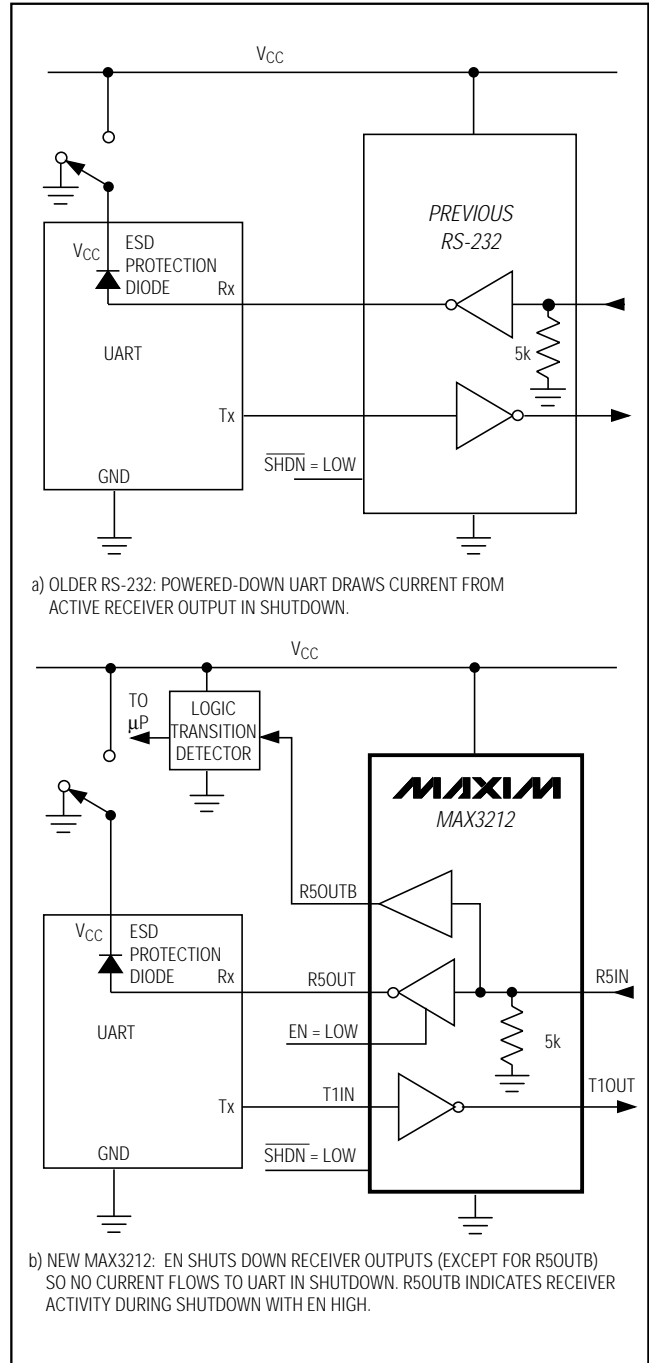 VCC
PREVIOUS
RS-232
VCC
ESD
PROTECTION
DIODE
Rx
UART
5k
Tx
SHDN = LOW
GND
a) OLDER RS-232: POWERED-DOWN UART DRAWS CURRENT FROM
ACTIVE RECEIVER OUTPUT IN SHUTDOWN.
VCC
TO
µP
LOGIC
TRANSITION
DETECTOR
MAXIM
MAX3212
R5OUTB
VCC
ESD
PROTECTION
DIODE
Rx
R5OUT
R5IN
UART
EN = LOW
5k
Tx
T1IN
T1OUT
GND
SHDN = LOW
b) NEW MAX3212: EN SHUTS DOWN RECEIVER OUTPUTS (EXCEPT FOR R5OUTB)
SO NO CURRENT FLOWS TO UART IN SHUTDOWN. R5OUTB INDICATES RECEIVER
ACTIVITY DURING SHUTDOWN WITH EN HIGH.